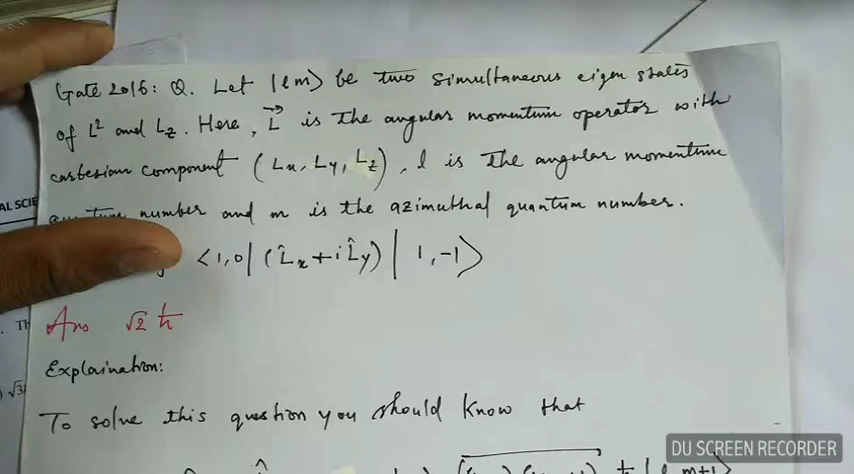 Gate 2016: Q. Let |lm> be two simultaneous eigen states
of L² and Lz. Here, L⃗ is the angular momentum operator with
cartesian component (Lx, Ly, Lz), l is the angular momentum
AL SCIE
number and m is the azimuthal quantum number.
<1,0| (L̂x+iL̂y) | 1,-1>
Ans √2 ħ
Explaination:
To solve this question you should know that
DU SCREEN RECORDER